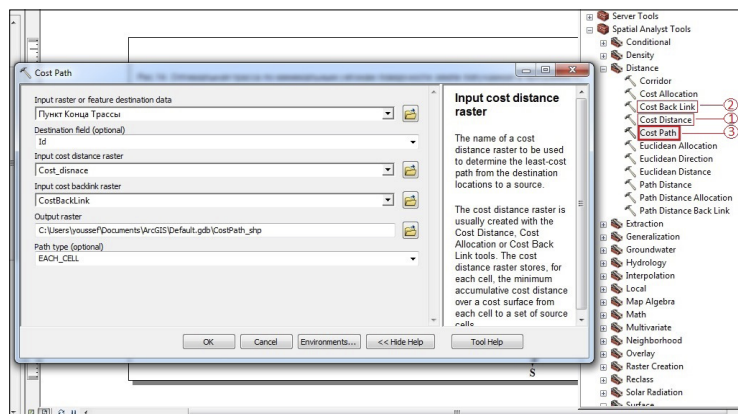 Cost Path
Input raster or feature destination data
Пункт Конца Трассы
Destination field (optional)
Id
Input cost distance raster
Cost_disnace
Input cost backlink raster
CostBackLink
Output raster
C:\Users\youssef\Documents\ArcGIS\Default.gdb\CostPath_shp
Path type (optional)
EACH_CELL
OK
Cancel
Environments...
<< Hide Help
Tool Help
Input cost distance
raster
The name of a cost
distance raster to be used
to determine the least-cost
path from the destination
locations to a source.
The cost distance raster is
usually created with the
Cost Distance, Cost
Allocation or Cost Back
Link tools. The cost
distance raster stores, for
each cell, the minimum
accumulative cost distance
over a cost surface from
each cell to a set of source
cells
S
Server Tools
Spatial Analyst Tools
Conditional
Density
Distance
Corridor
Cost Allocation
Cost Back Link 2
Cost Distance 1
Cost Path 3
Euclidean Allocation
Euclidean Direction
Euclidean Distance
Path Distance
Path Distance Allocation
Path Distance Back Link
Extraction
Generalization
Groundwater
Hydrology
Interpolation
Local
Map Algebra
Math
Multivariate
Neighborhood
Overlay
Raster Creation
Reclass
Solar Radiation
Surface